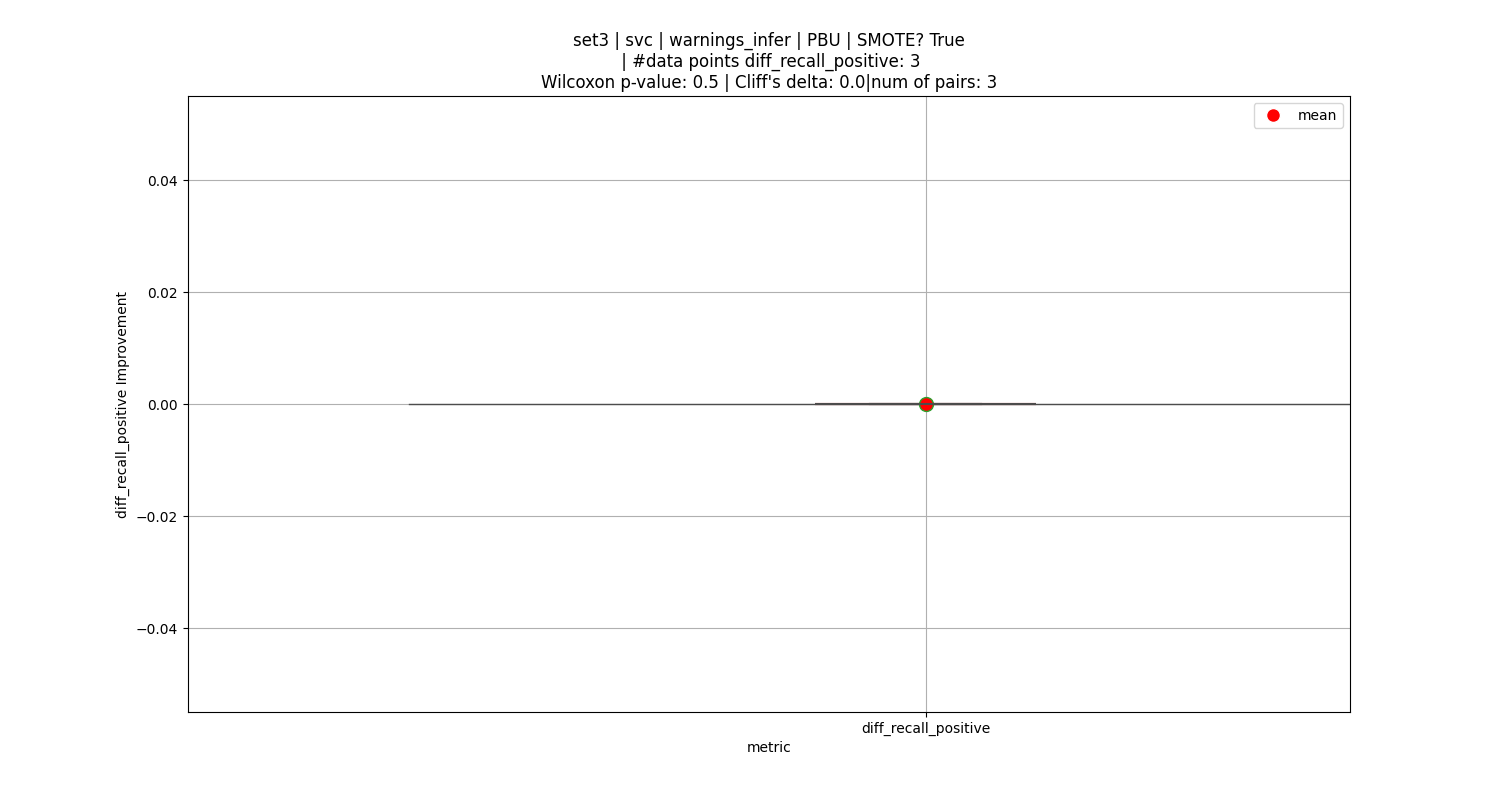 set3 | svc | warnings_infer | PBU | SMOTE? True
| #data points diff_recall_positive: 3
Wilcoxon p-value: 0.5 | Cliff's delta: 0.0|num of pairs: 3
mean
0.04
0.02
0.00
−0.02
−0.04
diff_recall_positive Improvement
diff_recall_positive
metric